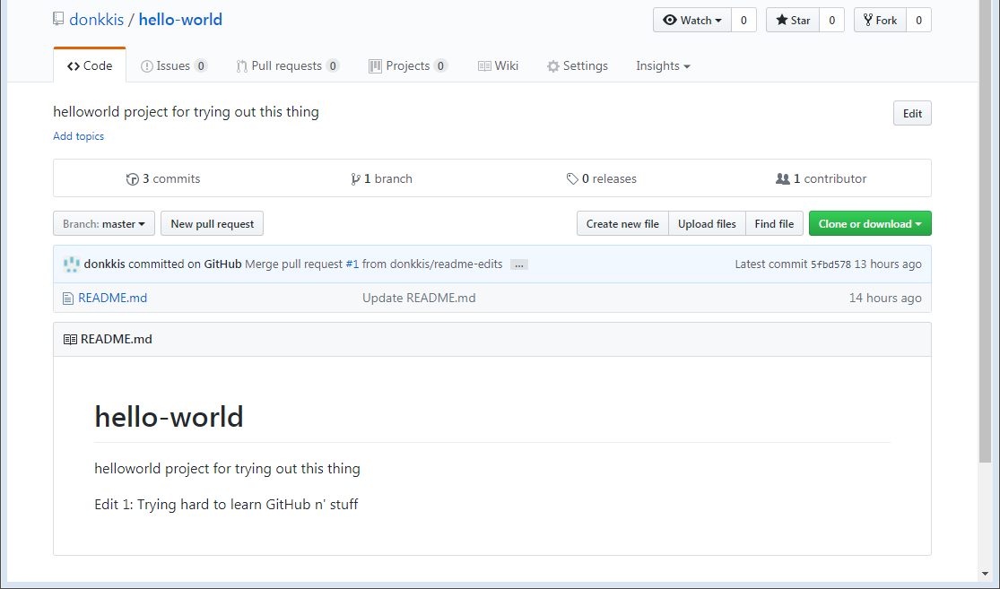 donkkis / hello-world Watch 0 Star 0 Fork 0
Code Issues 0 Pull requests 0 Projects 0 Wiki Settings Insights
helloworld project for trying out this thing Edit
Add topics
3 commits 1 branch 0 releases 1 contributor
Branch: master New pull request Create new file Upload files Find file Clone or download
donkkis committed on GitHub Merge pull request #1 from donkkis/readme-edits ... Latest commit 5fbd578 13 hours ago
README.md Update README.md 14 hours ago
README.md
hello-world
helloworld project for trying out this thing
Edit 1: Trying hard to learn GitHub n' stuff